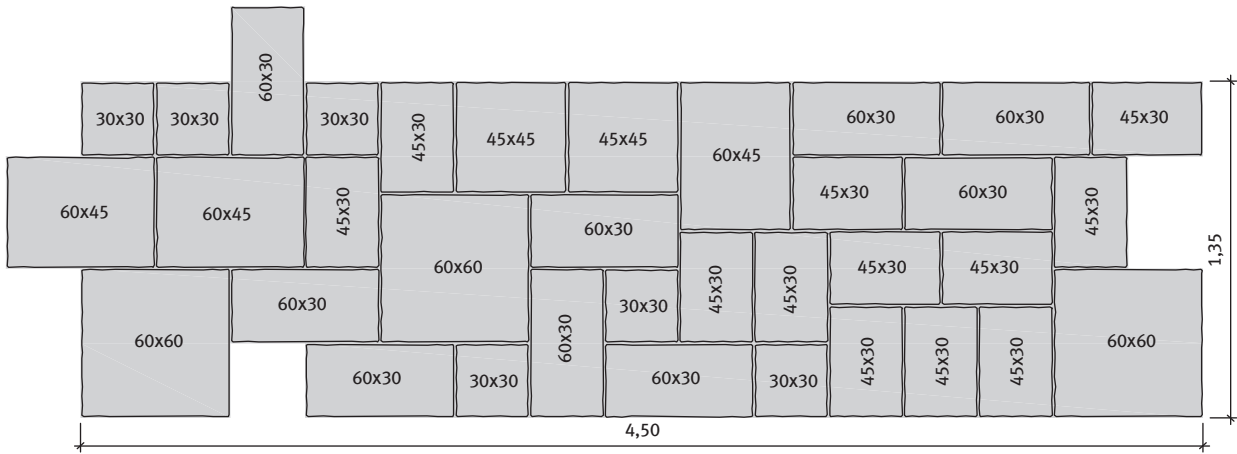 60x30
30x30 30x30 30x30 45x30 45x45 45x45 60x45 60x30 60x30 45x30
60x45 60x45 45x30 60x60 60x30 45x30 60x30 45x30
60x60 60x30 60x30 30x30 45x30 45x30 45x30 45x30 60x60
60x30 30x30 60x30 30x30 45x30 45x30 45x30
1,35
4,50